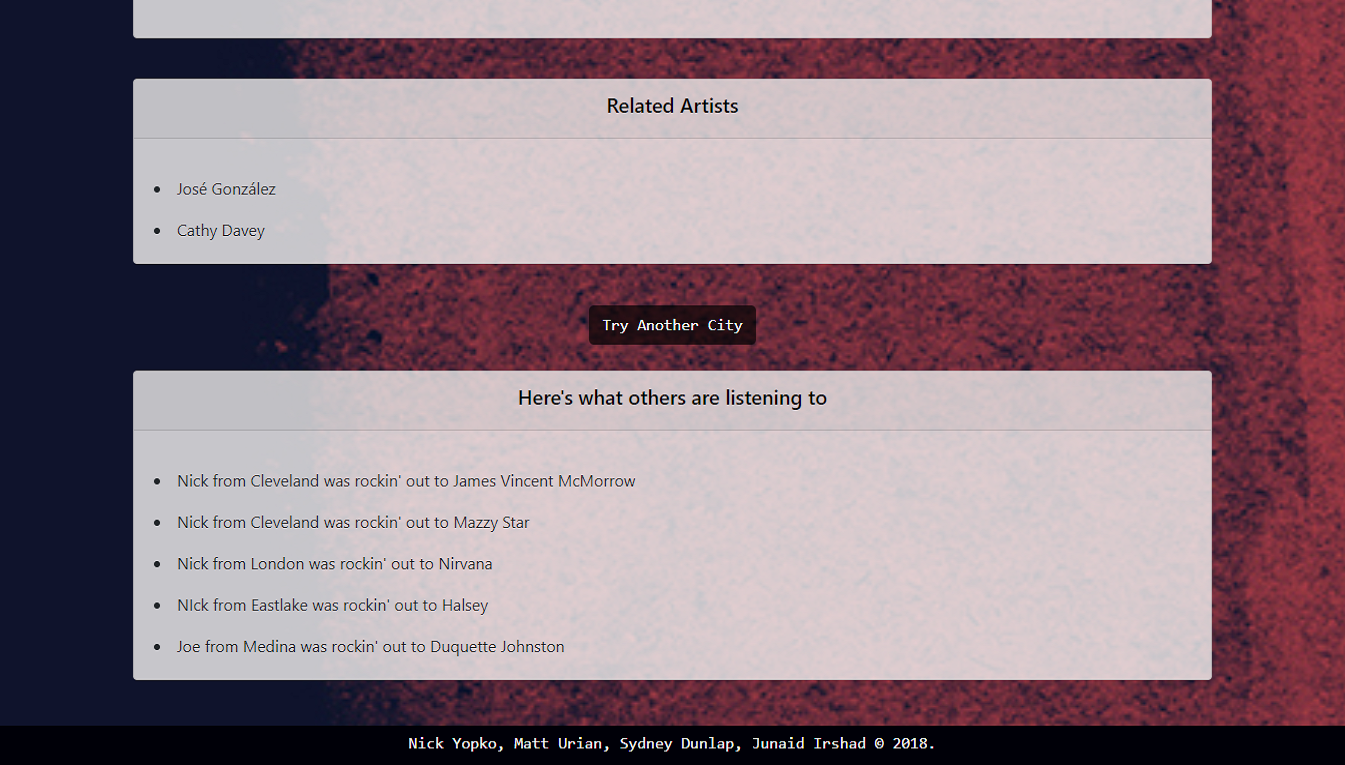 Related Artists
José González
Cathy Davey
Try Another City
Here's what others are listening to
Nick from Cleveland was rockin' out to James Vincent McMorrow
Nick from Cleveland was rockin' out to Mazzy Star
Nick from London was rockin' out to Nirvana
NIck from Eastlake was rockin' out to Halsey
Joe from Medina was rockin' out to Duquette Johnston
Nick Yopko, Matt Urian, Sydney Dunlap, Junaid Irshad © 2018.